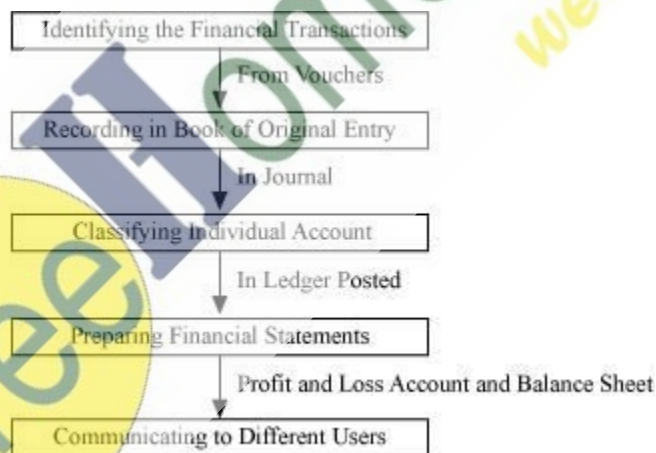 Identifying the Financial Transactions
From Vouchers
Recording in Book of Original Entry
In Journal
Classifying Individual Account
In Ledger Posted
Preparing Financial Statements
Profit and Loss Account and Balance Sheet
Communicating to Different Users